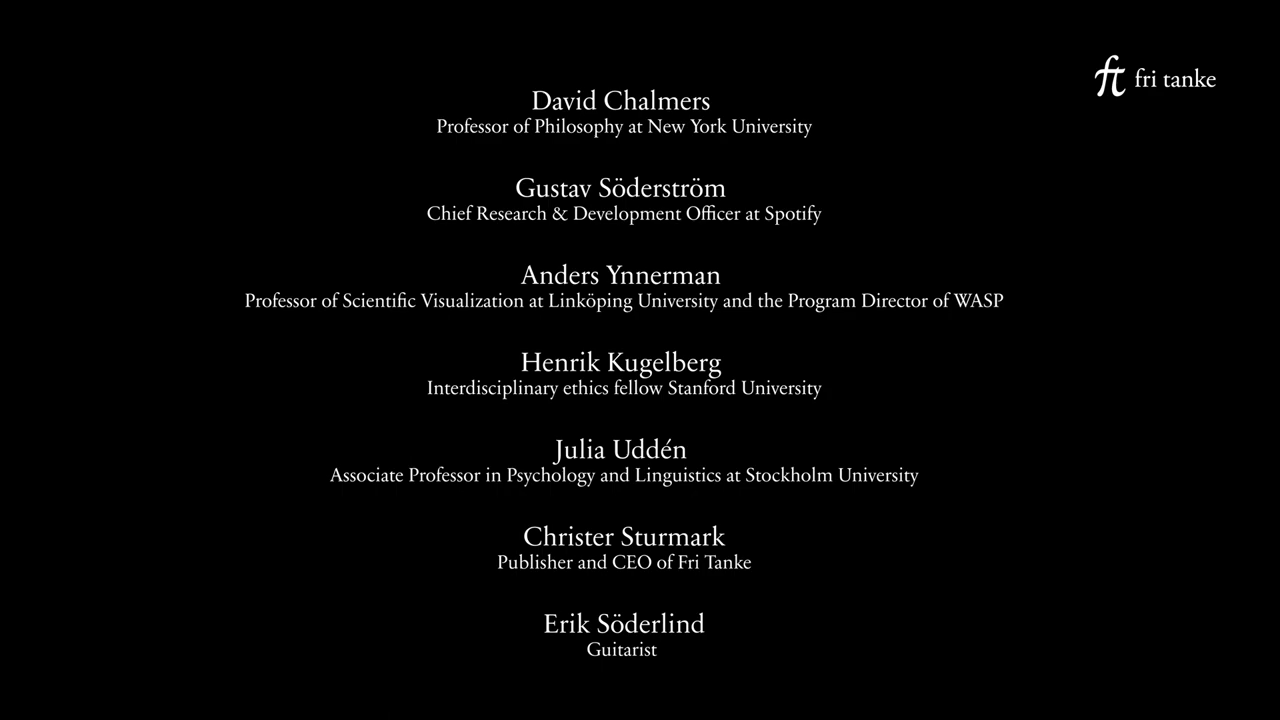 fri tanke
David Chalmers
Professor of Philosophy at New York University
Gustav Söderström
Chief Research & Development Officer at Spotify
Anders Ynnerman
Professor of Scientific Visualization at Linköping University and the Program Director of WASP
Henrik Kugelberg
Interdisciplinary ethics fellow Stanford University
Julia Uddén
Associate Professor in Psychology and Linguistics at Stockholm University
Christer Sturmark
Publisher and CEO of Fri Tanke
Erik Söderlind
Guitarist